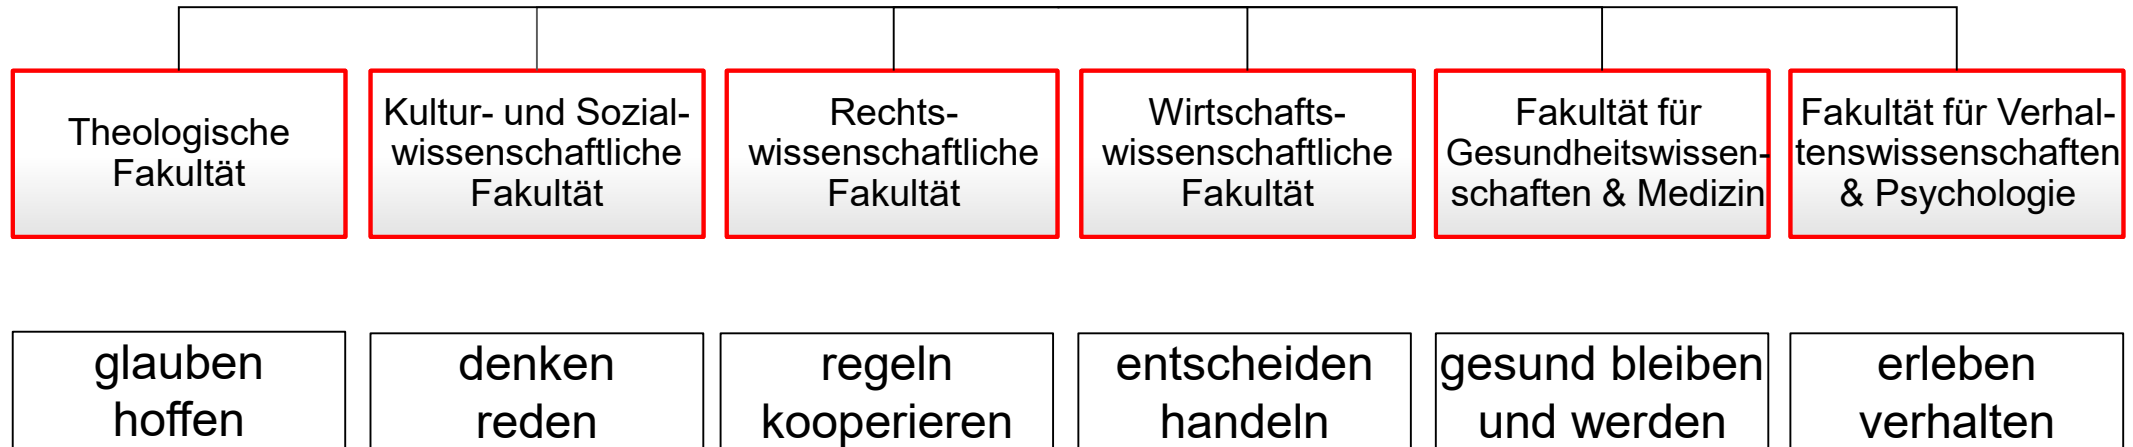 Theologische
Fakultät
Kultur- und Sozial-
wissenschaftliche
Fakultät
Rechts-
wissenschaftliche
Fakultät
Wirtschafts-
wissenschaftliche
Fakultät
Fakultät für
Gesundheitswissen-
schaften & Medizin
Fakultät für Verhal-
tenswissenschaften
& Psychologie
glauben
hoffen
denken
reden
regeln
kooperieren
entscheiden
handeln
gesund bleiben
und werden
erleben
verhalten